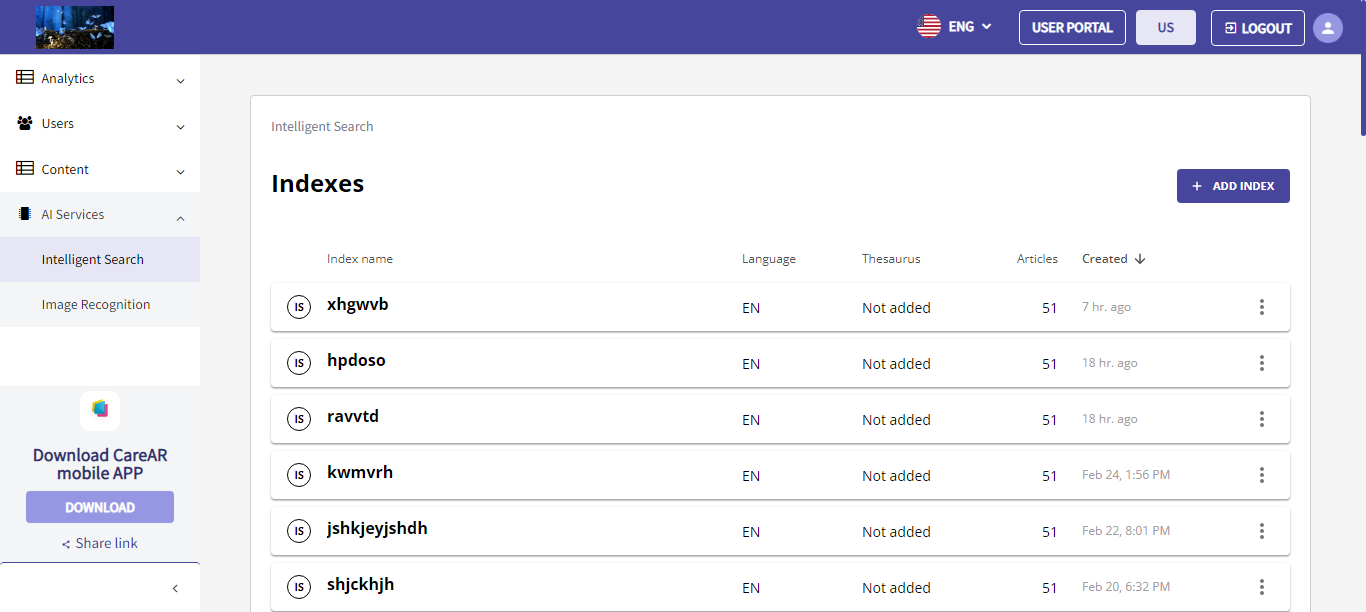 ENG USER PORTAL US LOGOUT
Analytics
Users
Content
AI Services
Intelligent Search
Image Recognition
Download CareAR
mobile APP
DOWNLOAD
Share link
Intelligent Search
Indexes
ADD INDEX
Index name Language Thesaurus Articles Created
IS xhgwvb EN Not added 51 7 hr. ago
IS hpdoso EN Not added 51 18 hr. ago
IS ravvtd EN Not added 51 18 hr. ago
IS kwmvrh EN Not added 51 Feb 24, 1:56 PM
IS jshkjeyjshdh EN Not added 51 Feb 22, 8:01 PM
IS shjckhjh EN Not added 51 Feb 20, 6:32 PM